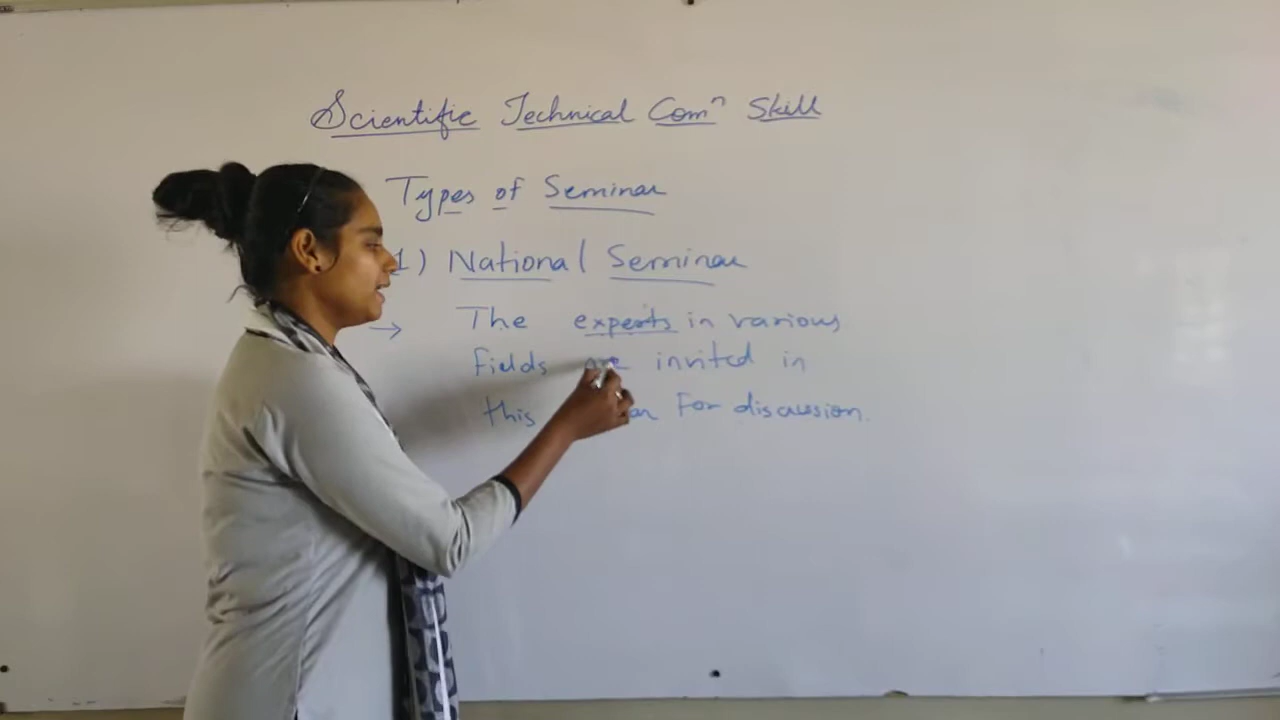 Scientific Technical Comⁿ Skill
Types of Seminar
1) National Seminar
→ The experts in various
fields are invited in
this for discussion.